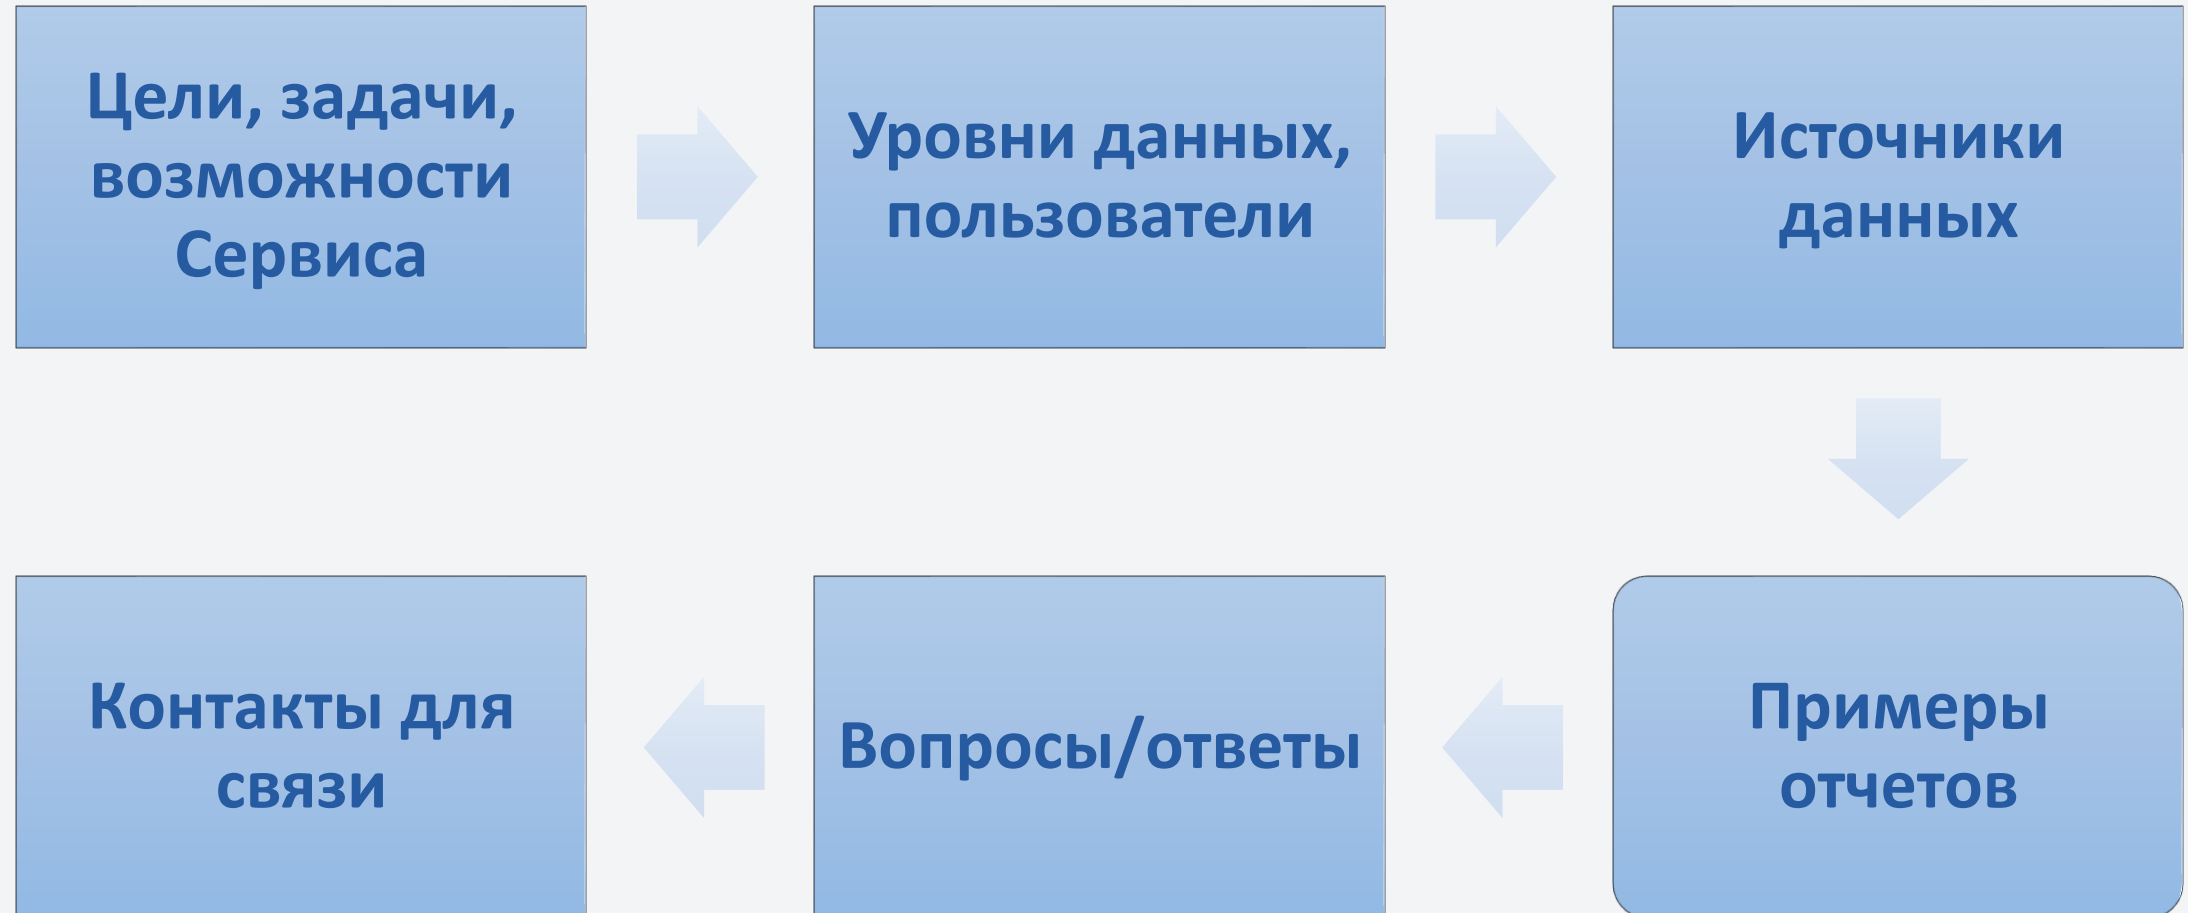 Цели, задачи,
возможности
Сервиса
Уровни данных,
пользователи
Источники
данных
Примеры
отчетов
Вопросы/ответы
Контакты для
связи